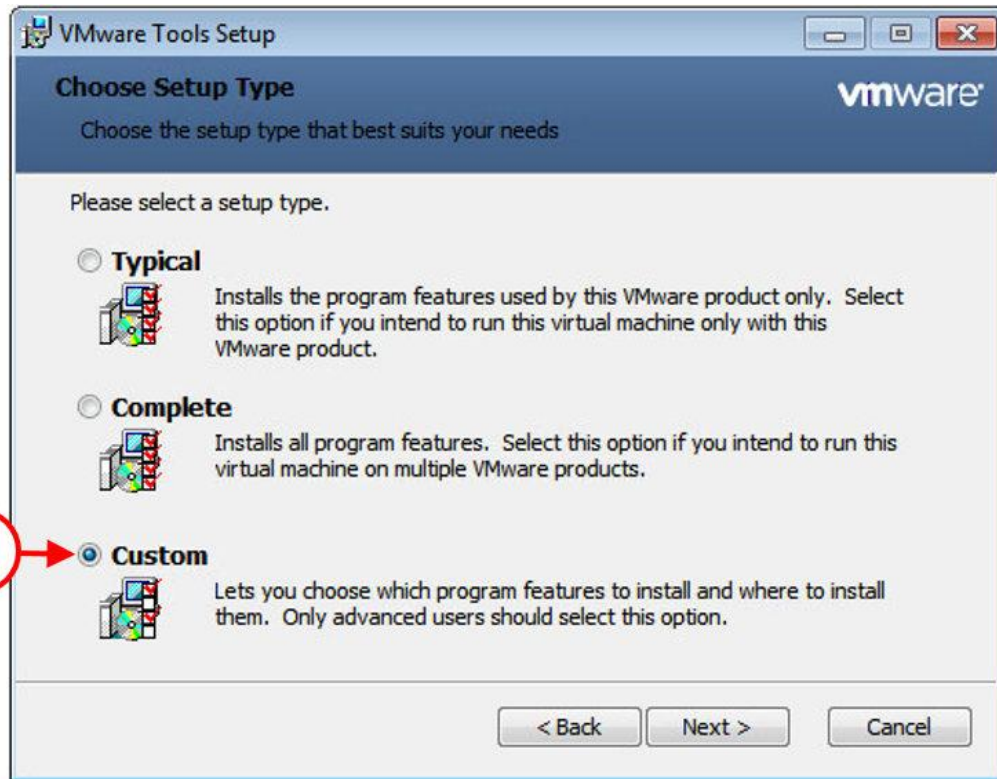 VMware Tools Setup
Choose Setup Type
vmware
Choose the setup type that best suits your needs
Please select a setup type.
Typical
Installs the program features used by this VMware product only. Select
this option if you intend to run this virtual machine only with this
VMware product.
Complete
Installs all program features. Select this option if you intend to run this
virtual machine on multiple VMware products.
Custom
Lets you choose which program features to install and where to install
them. Only advanced users should select this option.
< Back
Next >
Cancel